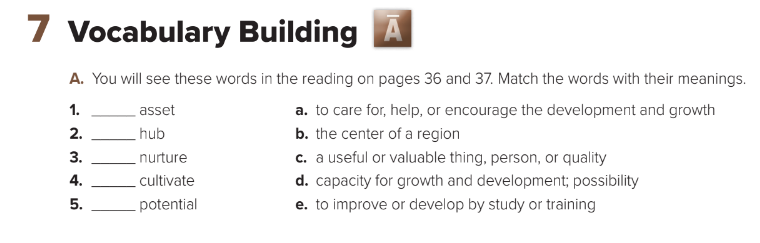 7 Vocabulary Building Ā
A. You will see these words in the reading on pages 36 and 37. Match the words with their meanings.
1. ______ asset a. to care for, help, or encourage the development and growth
2. ______ hub b. the center of a region
3. ______ nurture c. a useful or valuable thing, person, or quality
4. ______ cultivate d. capacity for growth and development; possibility
5. ______ potential e. to improve or develop by study or training